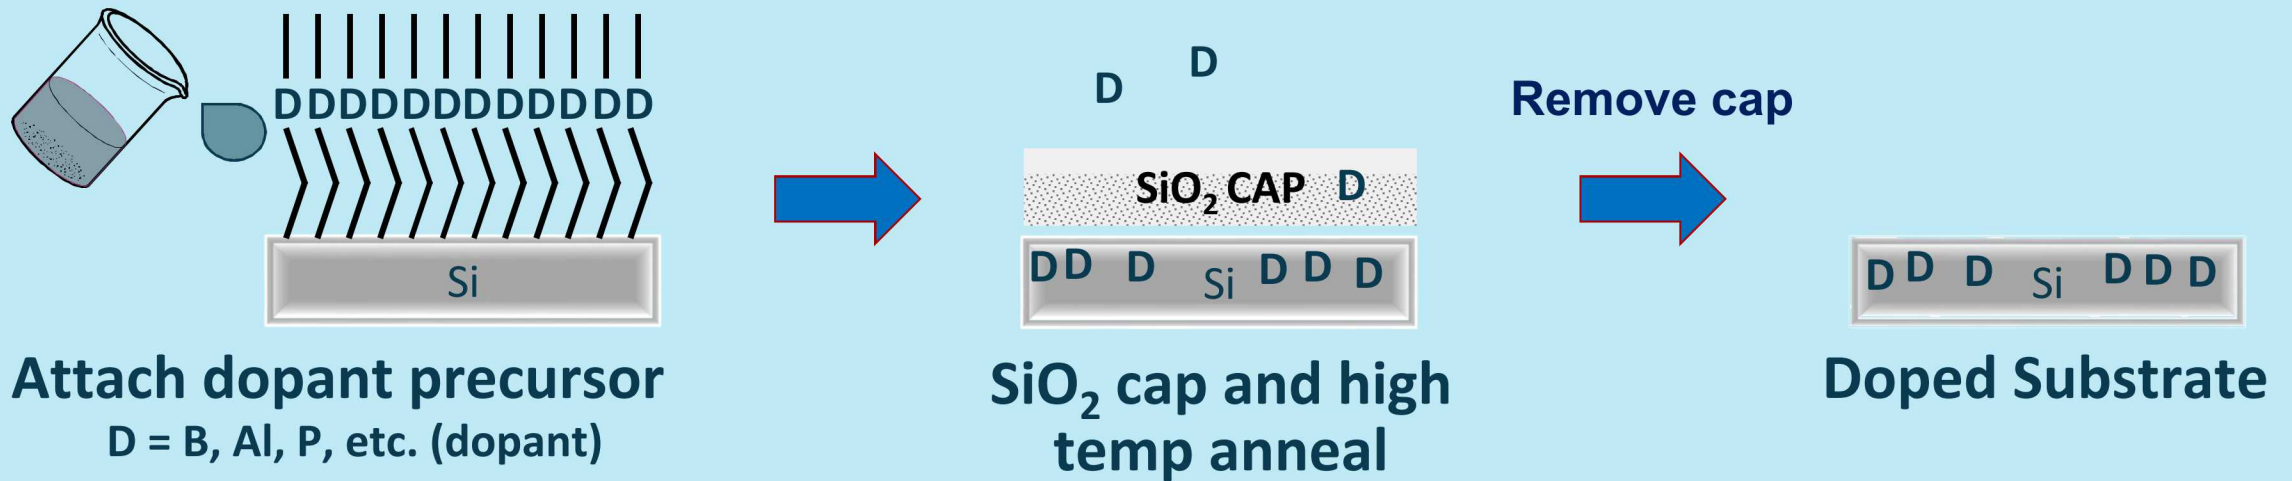 DDDDDDDDDDDD
Si
Attach dopant precursor
D = B, Al, P, etc. (dopant)
D D
SiO₂ CAP D
DD D Si D D D
SiO₂ cap and high
temp anneal
Remove cap
D D D Si D D D
Doped Substrate